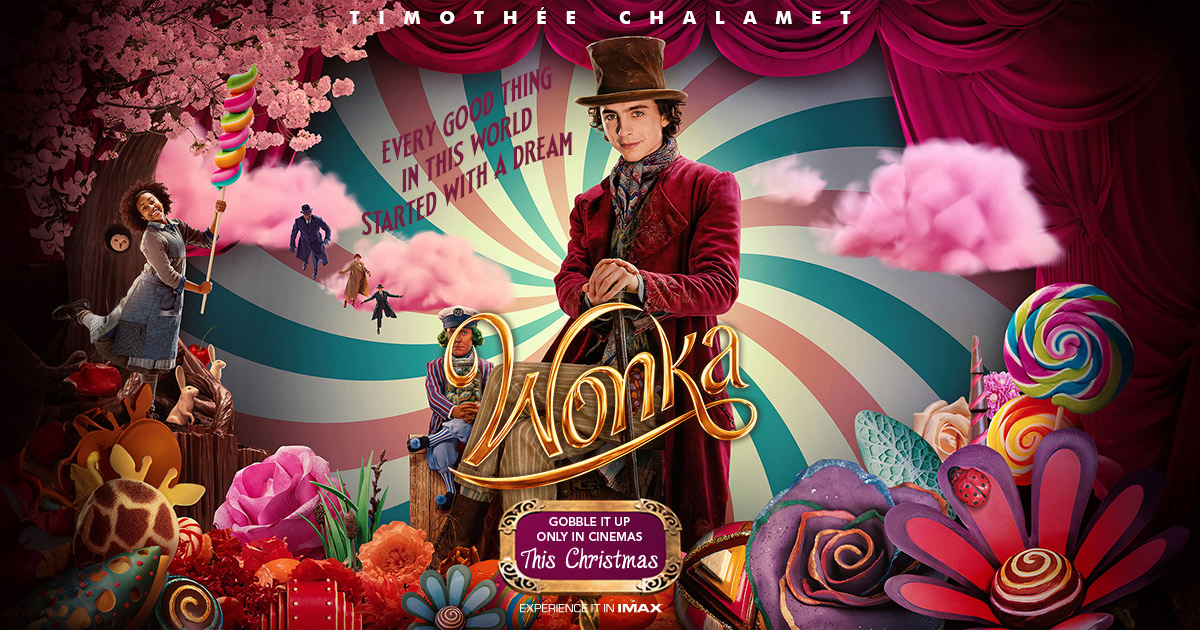 TIMOTHÉE CHALAMET
EVERY GOOD THING
IN THIS WORLD
STARTED WITH A DREAM
Wonka
GOBBLE IT UP
ONLY IN CINEMAS
This Christmas
EXPERIENCE IT IN IMAX